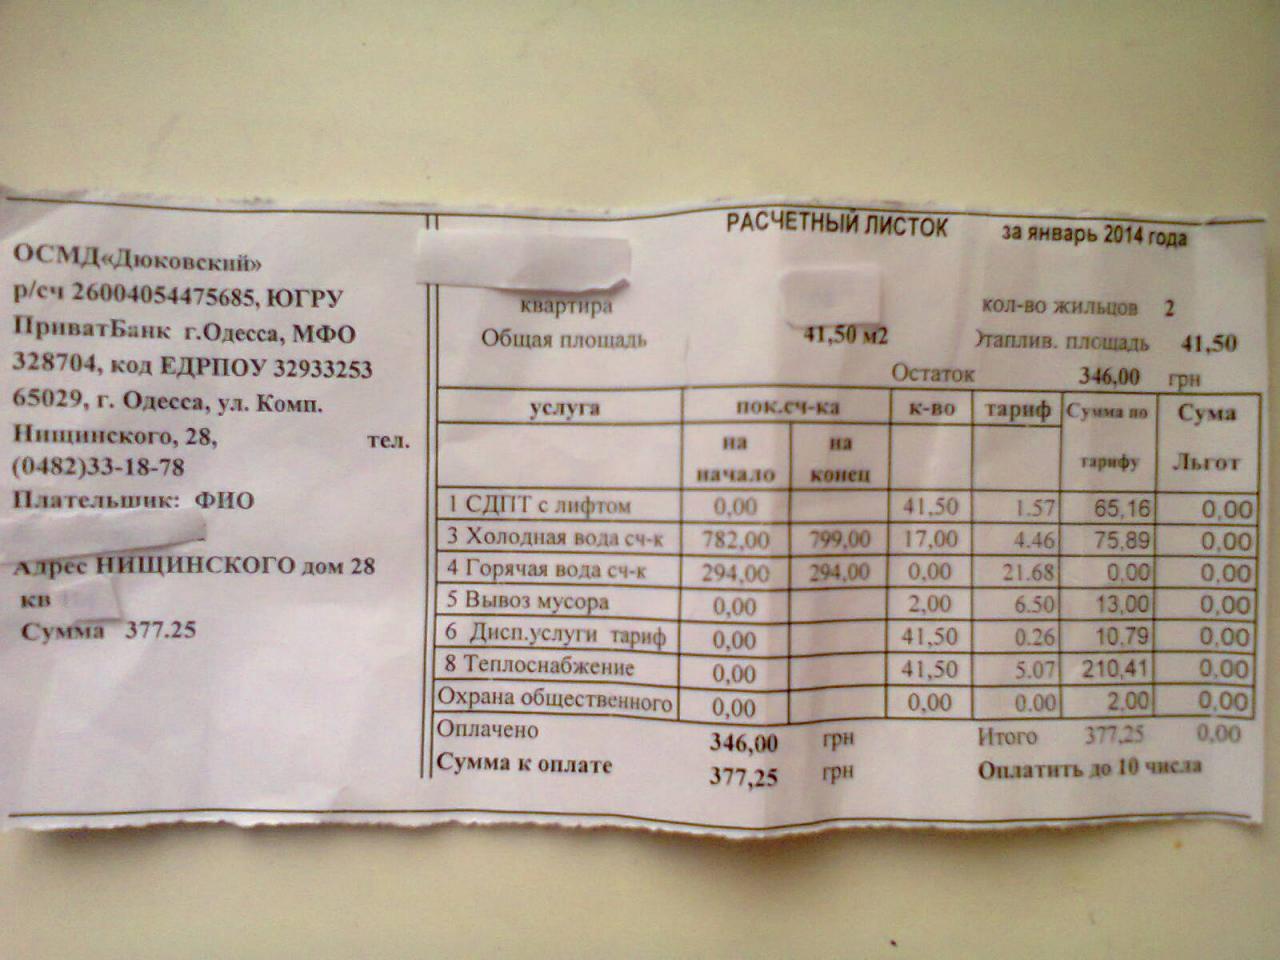 РАСЧЕТНЫЙ ЛИСТОК за январь 2014 года
ОСМД«Дюковский»
р/сч 26004054475685, ЮГРУ
ПриватБанк г.Одесса, МФО
328704, код ЕДРПОУ 32933253
65029, г. Одесса, ул. Комп.
Нищинского, 28, тел.
(0482)33-18-78
Плательщик: ФИО
Адрес НИЩИНСКОГО дом 28
кв
Сумма 377.25
квартира кол-во жильцов 2
Общая площадь 41,50 м2 Этаплив. площадь 41,50
Остаток 346,00 грн
услуга пок.сч-ка к-во тариф Сумма по тарифу Сума Льгот
на начало на конец
1 СДПТ с лифтом 0,00 41,50 1.57 65,16 0,00
3 Холодная вода сч-к 782,00 799,00 17,00 4.46 75,89 0,00
4 Горячая вода сч-к 294,00 294,00 0,00 21.68 0,00 0,00
5 Вывоз мусора 0,00 2,00 6.50 13,00 0,00
6 Дисп.услуги тариф 0,00 41,50 0.26 10,79 0,00
8 Теплоснабжение 0,00 41,50 5.07 210,41 0,00
Охрана общественного 0,00 0,00 0.00 2,00 0,00
Оплачено 346,00 грн Итого 377,25 0,00
Сумма к оплате 377,25 грн Оплатить до 10 числа